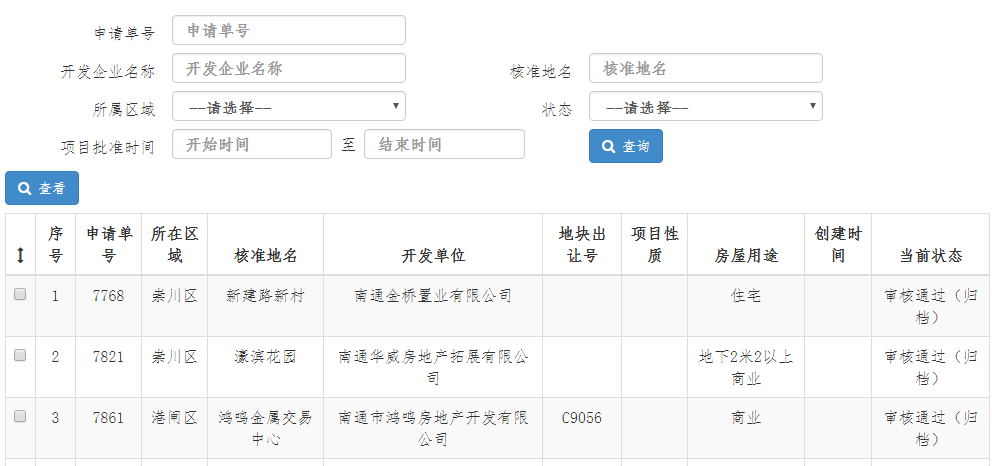 申请单号 申请单号
开发企业名称 开发企业名称 核准地名 核准地名
所属区域 --请选择-- 状态 --请选择--
项目批准时间 开始时间 至 结束时间 查询
查看
序号 申请单号 所在区域 核准地名 开发单位 地块出让号 项目性质 房屋用途 创建时间 当前状态
1 7768 崇川区 新建路新村 南通金桥置业有限公司 住宅 审核通过（归档）
2 7821 崇川区 濠滨花园 南通华威房地产拓展有限公司 地下2米2以上商业 审核通过（归档）
3 7861 港闸区 鸿鸣金属交易中心 南通市鸿鸣房地产开发有限公司 C9056 商业 审核通过（归档）